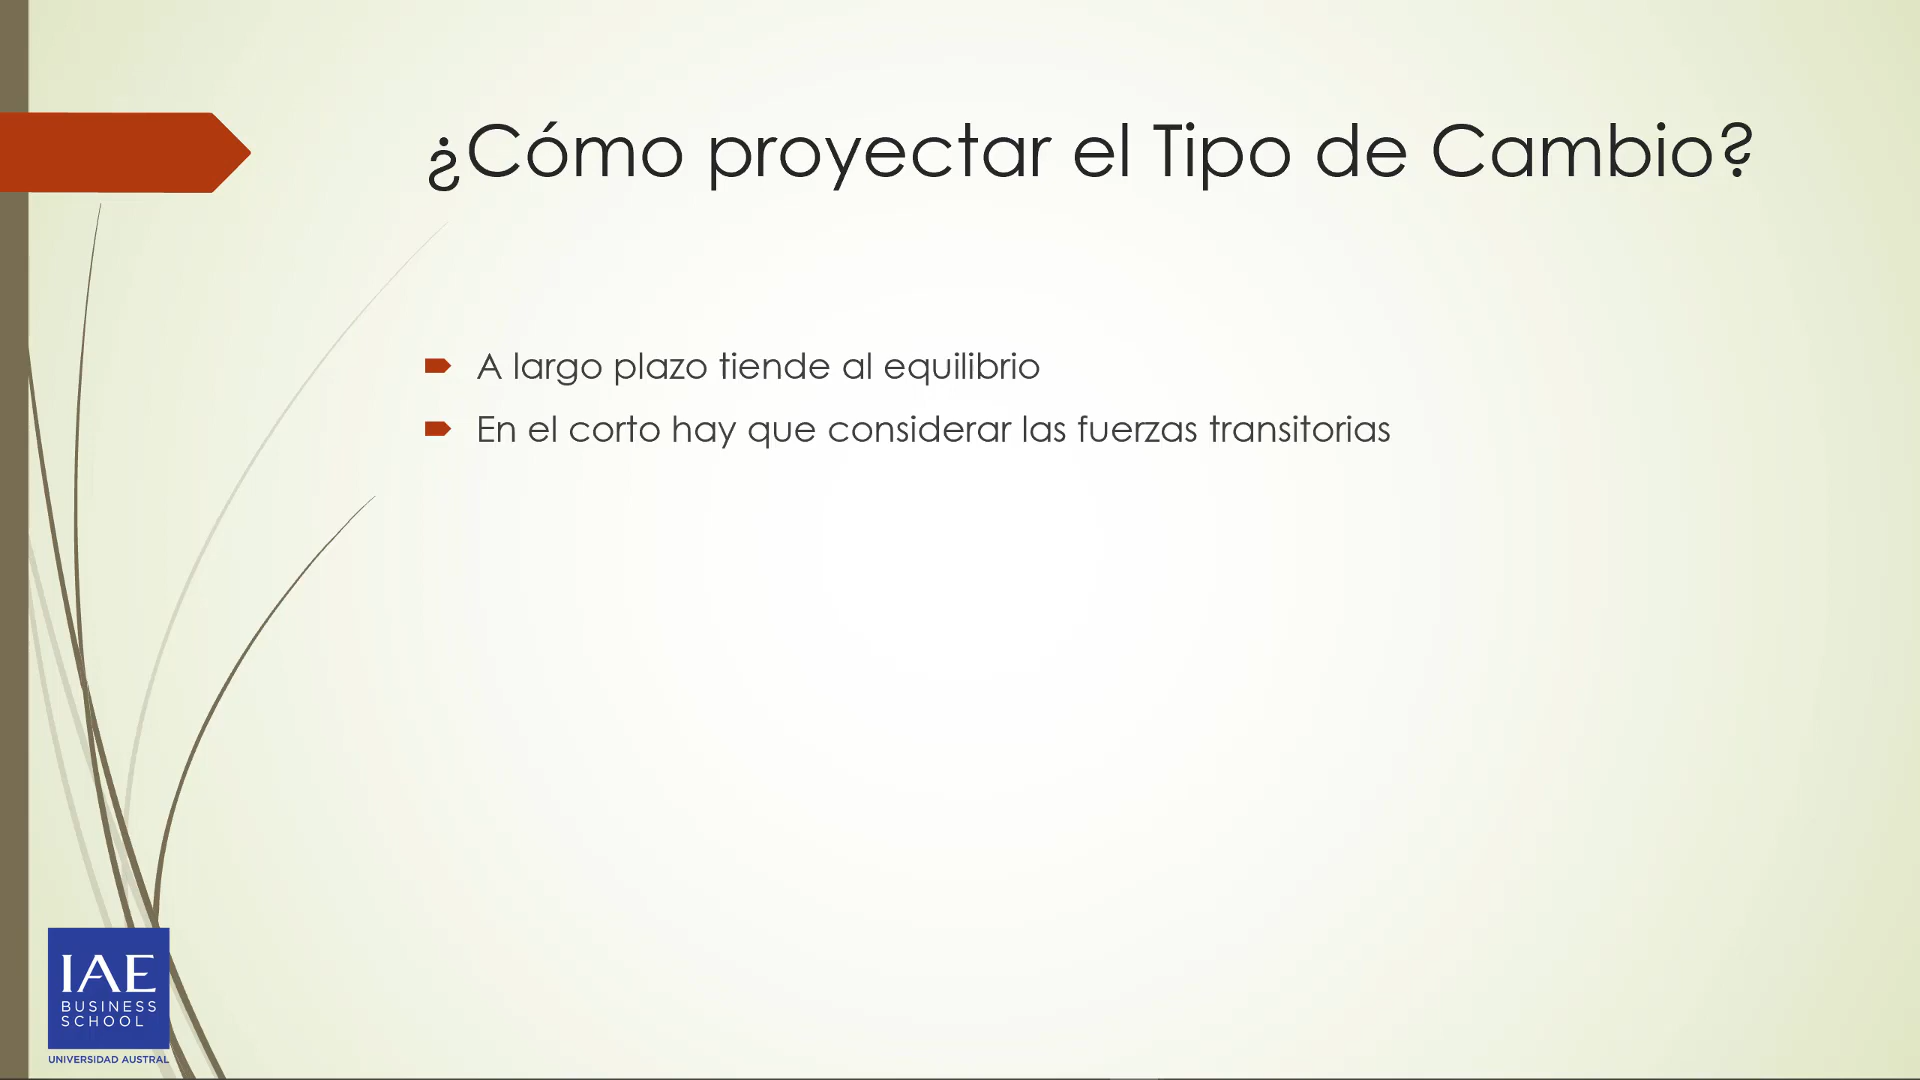 ¿Cómo proyectar el Tipo de Cambio?
A largo plazo tiende al equilibrio
En el corto hay que considerar las fuerzas transitorias
IAE
BUSINESS
SCHOOL
UNIVERSIDAD AUSTRAL